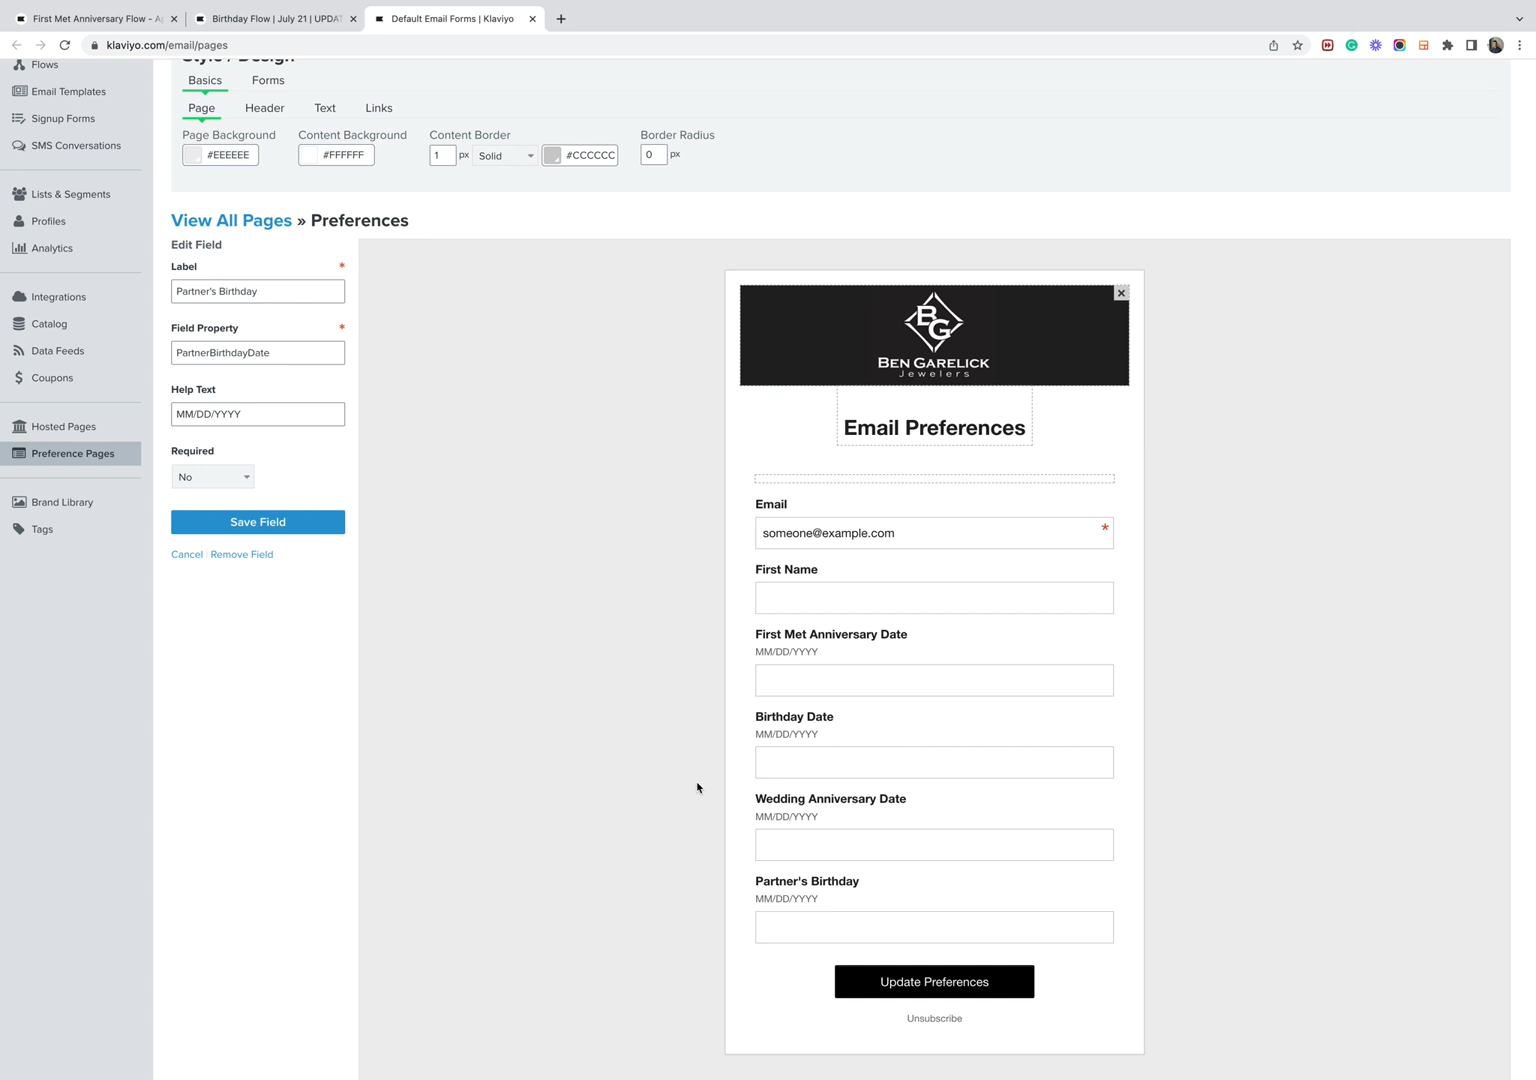 First Met Anniversary Flow - A
Birthday Flow | July 21 | UPDAT
Default Email Forms | Klaviyo
klaviyo.com/email/pages
Flows
Email Templates
Signup Forms
SMS Conversations
Lists & Segments
Profiles
Analytics
Integrations
Catalog
Data Feeds
Coupons
Hosted Pages
Preference Pages
Brand Library
Tags
Style / Design
Basics
Forms
Page
Header
Text
Links
Page Background
Content Background
Content Border
Border Radius
#EEEEEE
#FFFFFF
1 px
Solid
#CCCCCC
0 px
View All Pages » Preferences
Edit Field
Label *
Partner's Birthday
Field Property *
PartnerBirthdayDate
Help Text
MM/DD/YYYY
Required
No
Save Field
Cancel | Remove Field
BG
BEN GARELICK
Jewelers
Email Preferences
Email
someone@example.com *
First Name
First Met Anniversary Date
MM/DD/YYYY
Birthday Date
MM/DD/YYYY
Wedding Anniversary Date
MM/DD/YYYY
Partner's Birthday
MM/DD/YYYY
Update Preferences
Unsubscribe